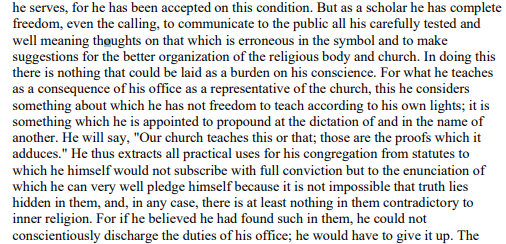 he serves, for he has been accepted on this condition. But as a scholar he has complete
freedom, even the calling, to communicate to the public all his carefully tested and
well meaning thoughts on that which is erroneous in the symbol and to make
suggestions for the better organization of the religious body and church. In doing this
there is nothing that could be laid as a burden on his conscience. For what he teaches
as a consequence of his office as a representative of the church, this he considers
something about which he has not freedom to teach according to his own lights; it is
something which he is appointed to propound at the dictation of and in the name of
another. He will say, "Our church teaches this or that; those are the proofs which it
adduces." He thus extracts all practical uses for his congregation from statutes to
which he himself would not subscribe with full conviction but to the enunciation of
which he can very well pledge himself because it is not impossible that truth lies
hidden in them, and, in any case, there is at least nothing in them contradictory to
inner religion. For if he believed he had found such in them, he could not
conscientiously discharge the duties of his office; he would have to give it up. The